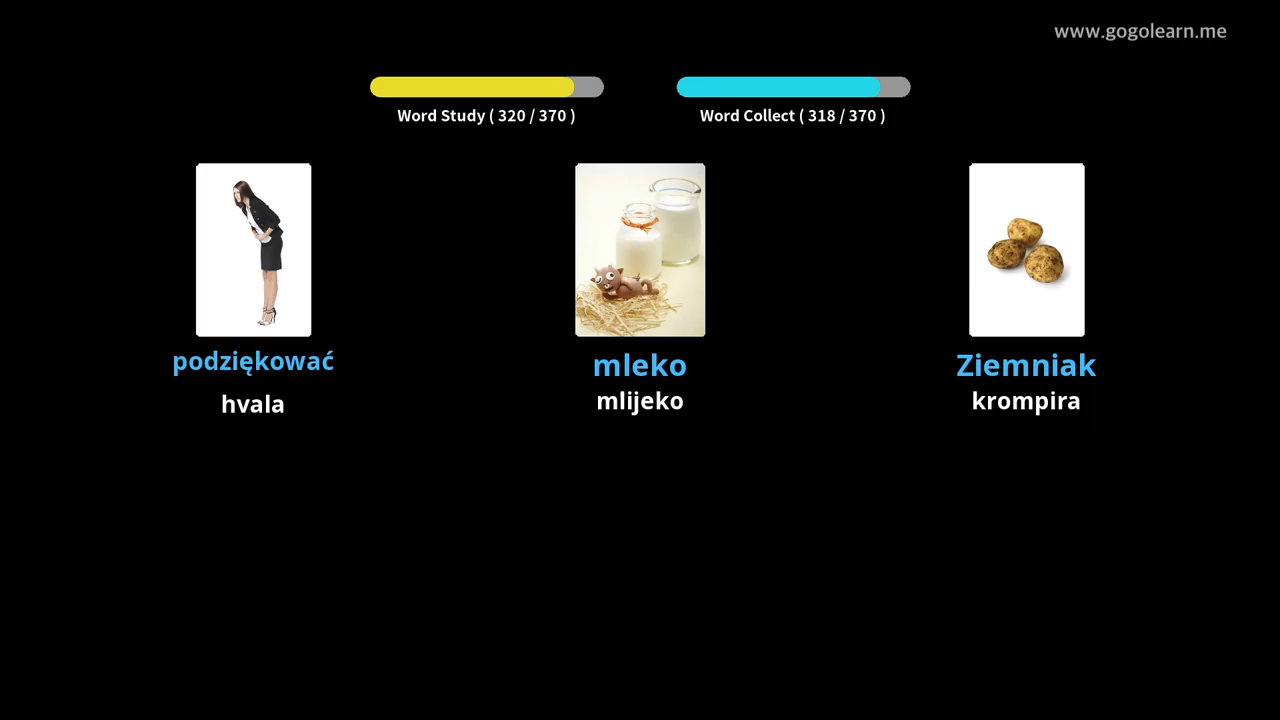 www.gogolearn.me
Word Study ( 320 / 370 )
Word Collect ( 318 / 370 )
podziękować
hvala
mleko
mlijeko
Ziemniak
krompira